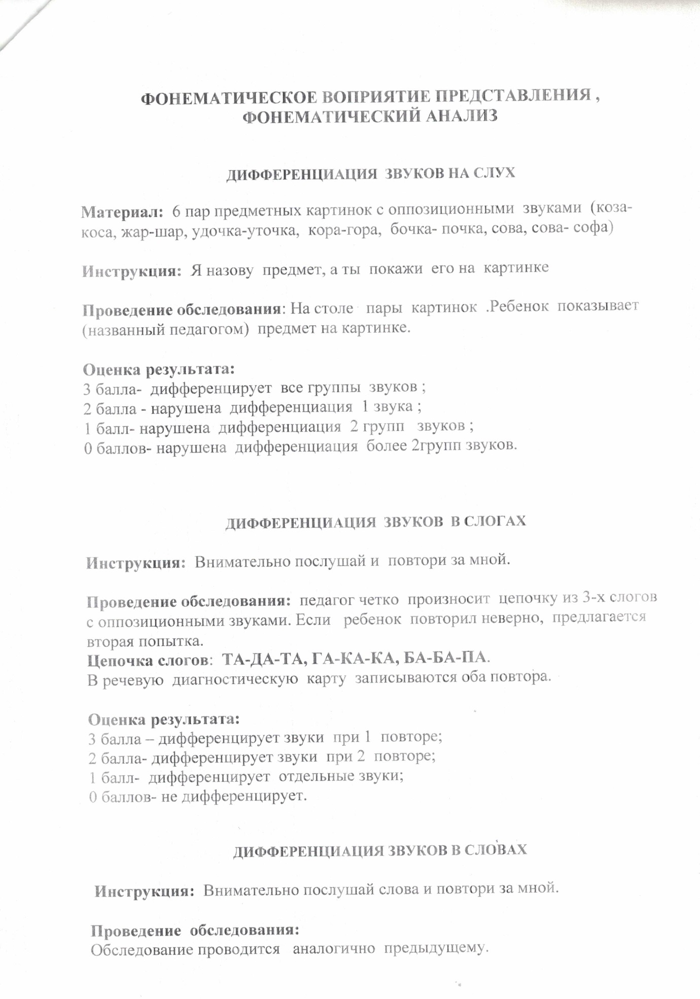 ФОНЕМАТИЧЕСКОЕ ВОПРИЯТИЕ ПРЕДСТАВЛЕНИЯ ,
ФОНЕМАТИЧЕСКИЙ АНАЛИЗ
ДИФФЕРЕНЦИАЦИЯ ЗВУКОВ НА СЛУХ
Материал: 6 пар предметных картинок с оппозиционными звуками (коза-
коса, жар-шар, удочка-уточка, кора-гора, бочка- почка, сова, сова- софа)
Инструкция: Я назову предмет, а ты покажи его на картинке
Проведение обследования: На столе пары картинок .Ребенок показывает
(названный педагогом) предмет на картинке.
Оценка результата:
3 балла- дифференцирует все группы звуков ;
2 балла - нарушена дифференциация 1 звука ;
1 балл- нарушена дифференциация 2 групп звуков ;
0 баллов- нарушена дифференциация более 2групп звуков.
ДИФФЕРЕНЦИАЦИЯ ЗВУКОВ В СЛОГАХ
Инструкция: Внимательно послушай и повтори за мной.
Проведение обследования: педагог четко произносит цепочку из 3-х слогов
с оппозиционными звуками. Если ребенок повторил неверно, предлагается
вторая попытка.
Цепочка слогов: ТА-ДА-ТА, ГА-КА-КА, БА-БА-ПА.
В речевую диагностическую карту записываются оба повтора.
Оценка результата:
3 балла – дифференцирует звуки при 1 повторе;
2 балла- дифференцирует звуки при 2 повторе;
1 балл- дифференцирует отдельные звуки;
0 баллов- не дифференцирует.
ДИФФЕРЕНЦИАЦИЯ ЗВУКОВ В СЛОВАХ
Инструкция: Внимательно послушай слова и повтори за мной.
Проведение обследования:
Обследование проводится аналогично предыдущему.